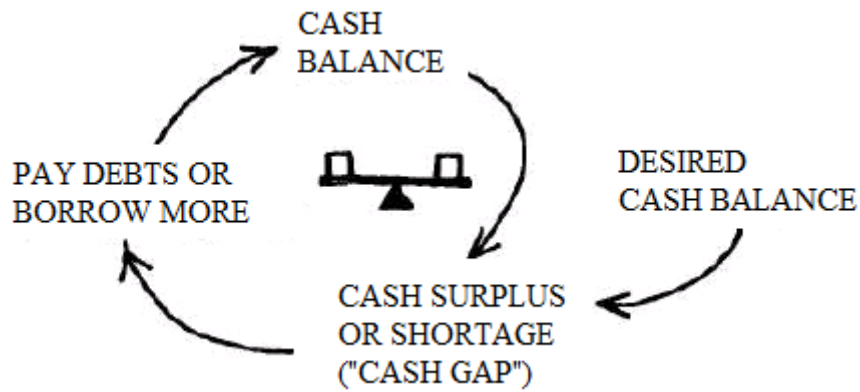 CASH
BALANCE
PAY DEBTS OR
BORROW MORE
DESIRED
CASH BALANCE
CASH SURPLUS
OR SHORTAGE
("CASH GAP")